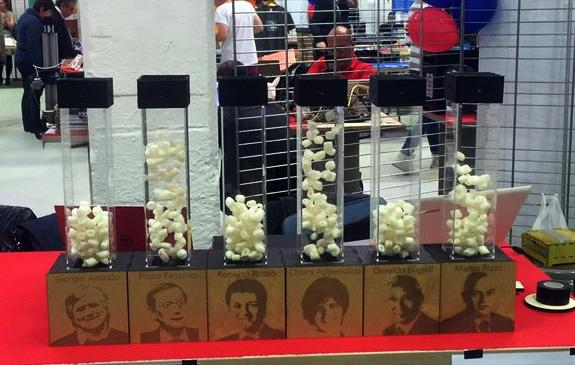 Giorgio Airaudo
Piero Fassino
Roberto Rosso
Chiara Appendino
Osvaldo Napoli
Marco Rizzo